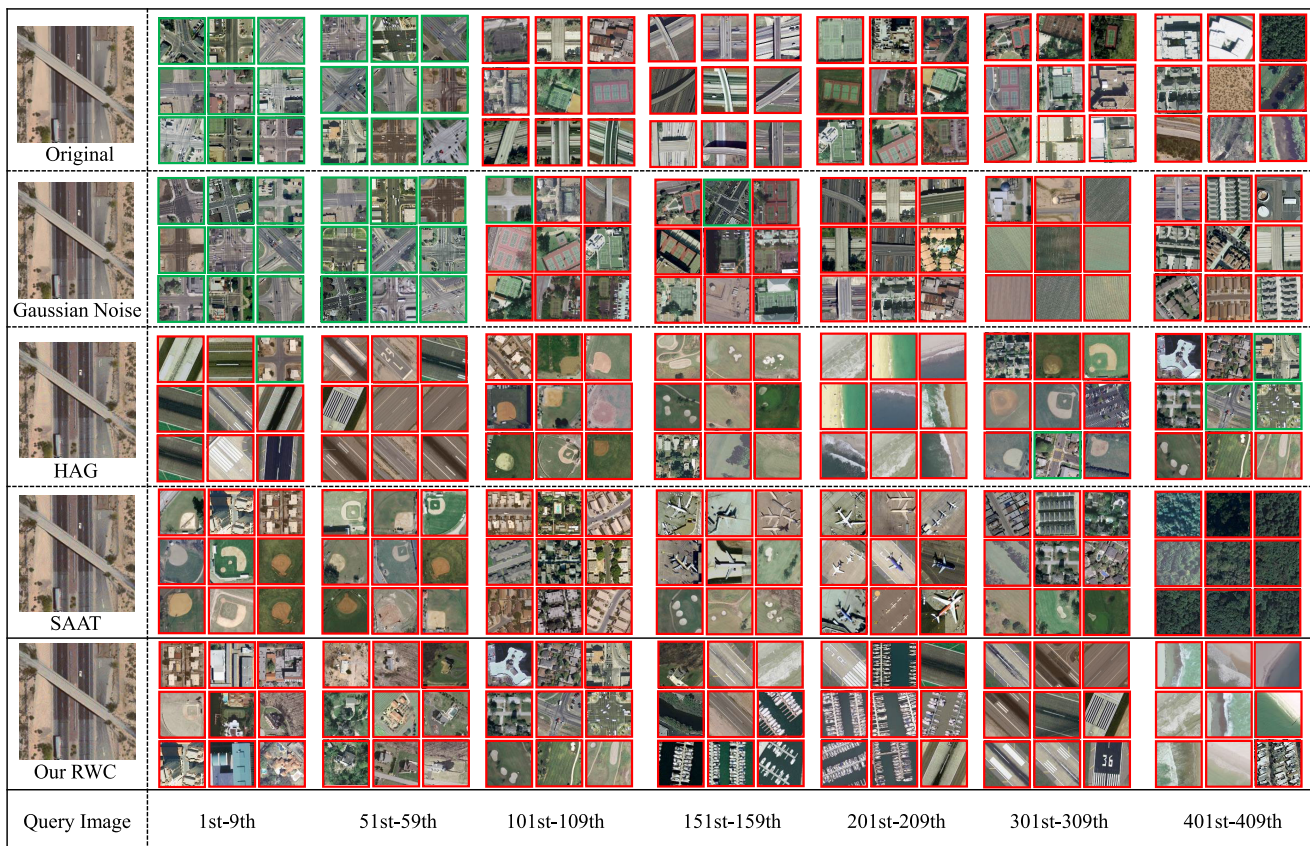 Original
Gaussian Noise
HAG
SAAT
36
Our RWC
Query Image 1st-9th 51st-59th 101st-109th 151st-159th 201st-209th 301st-309th 401st-409th